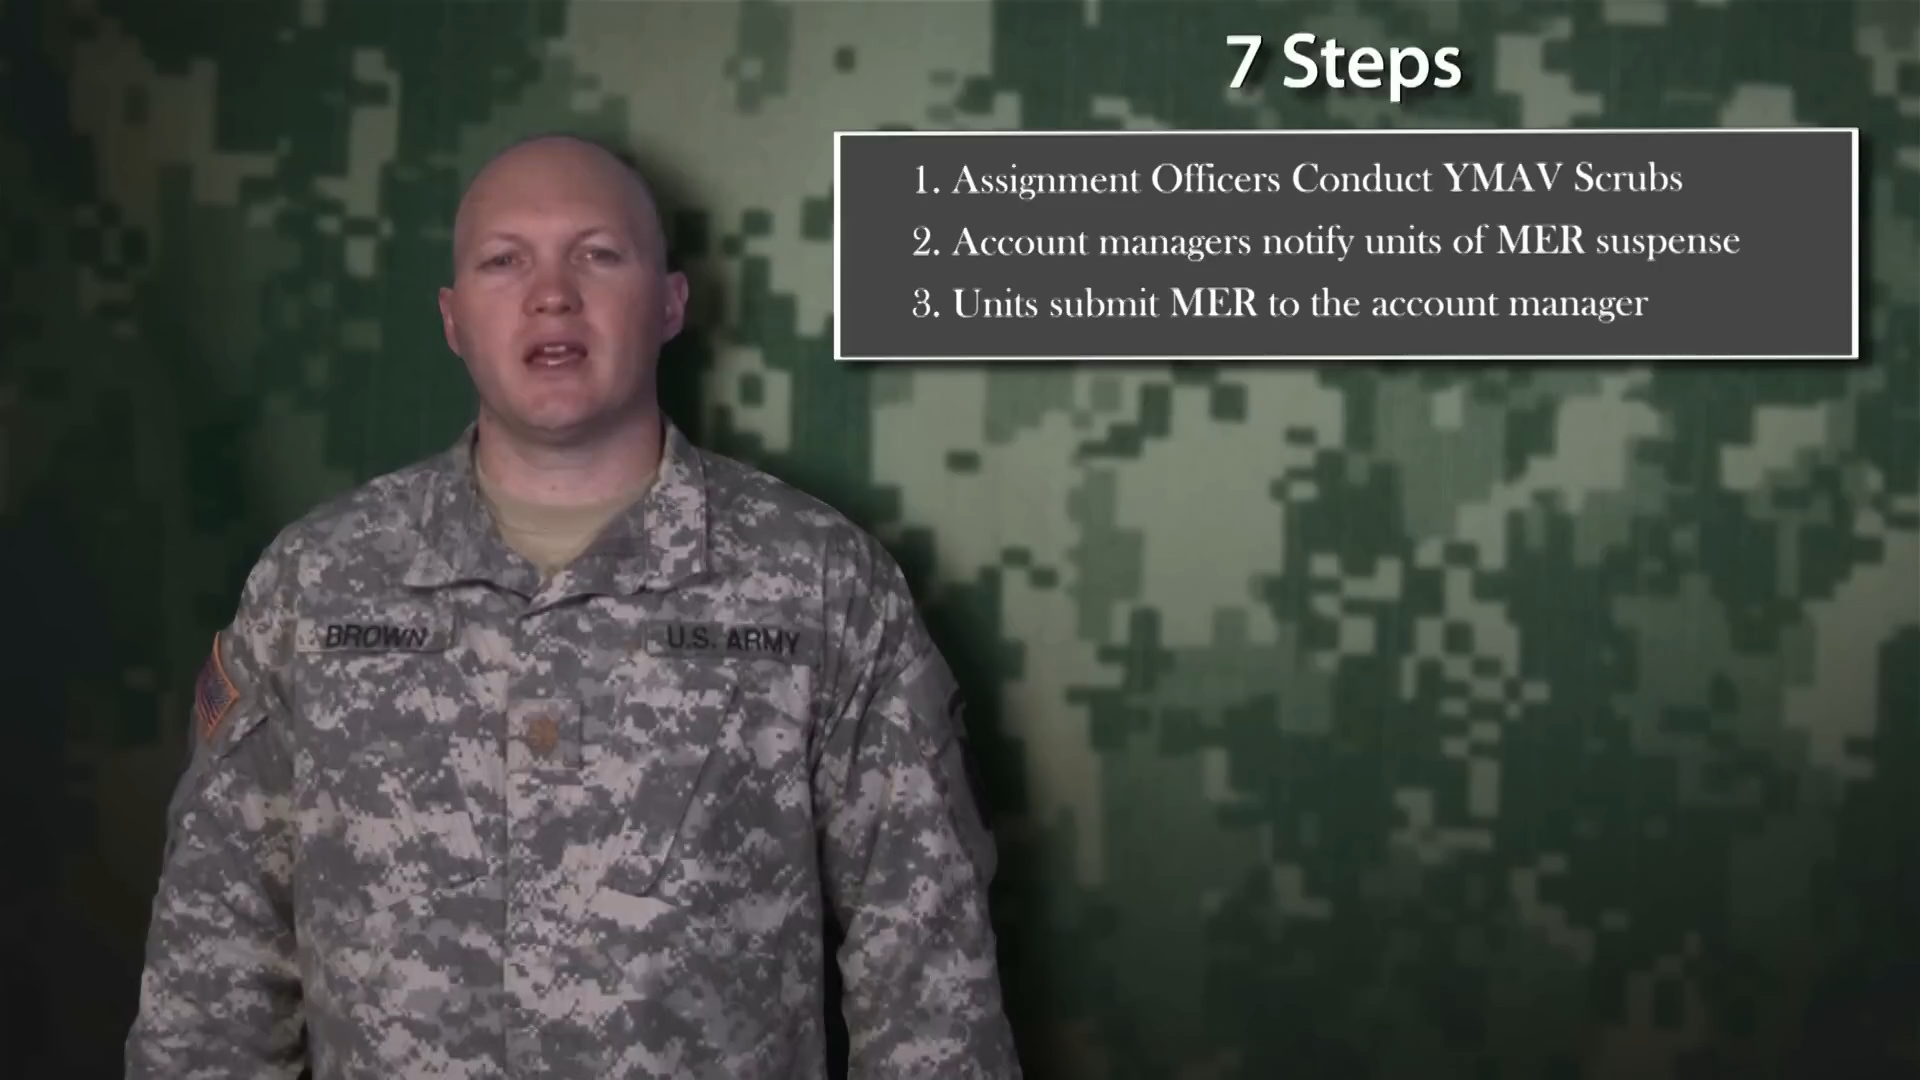 7 Steps
1. Assignment Officers Conduct YMAV Scrubs
2. Account managers notify units of MER suspense
3. Units submit MER to the account manager
BROWN
U.S. ARMY